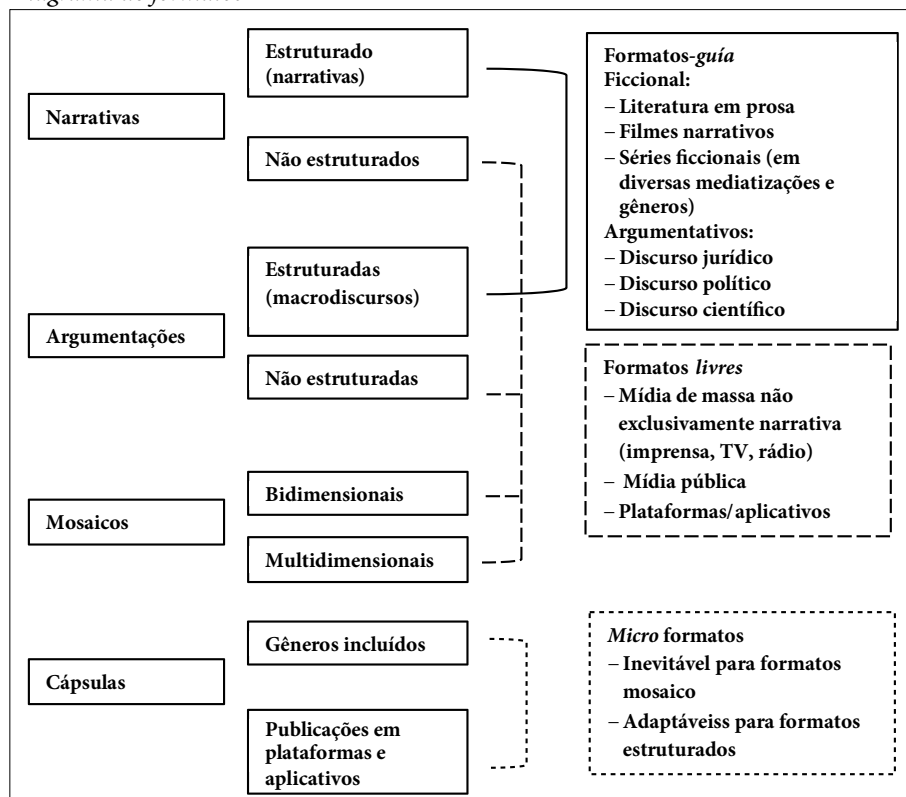 Narrativas
Estruturado
(narrativas)
Não estruturados
Argumentações
Estruturadas
(macrodiscursos)
Não estruturadas
Mosaicos
Bidimensionais
Multidimensionais
Cápsulas
Gêneros incluídos
Publicações em
plataformas e
aplicativos
Formatos-guía
Ficcional:
– Literatura em prosa
– Filmes narrativos
– Séries ficcionais (em
diversas mediatizações e
gêneros)
Argumentativos:
– Discurso jurídico
– Discurso político
– Discurso científico
Formatos livres
– Mídia de massa não
exclusivamente narrativa
(imprensa, TV, rádio)
– Mídia pública
– Plataformas/aplicativos
Micro formatos
– Inevitável para formatos
mosaico
– Adaptáveiss para formatos
estruturados